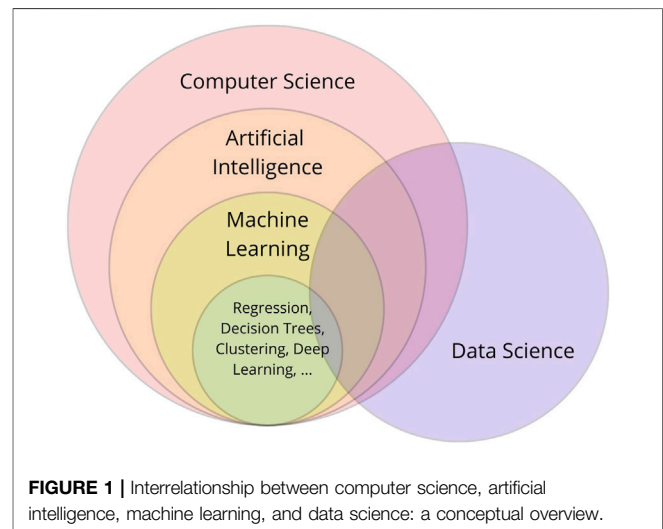 Computer Science
Artificial
Intelligence
Machine
Learning
Regression,
Decision Trees,
Clustering, Deep
Learning, ...
Data Science
FIGURE 1 | Interrelationship between computer science, artificial
intelligence, machine learning, and data science: a conceptual overview.